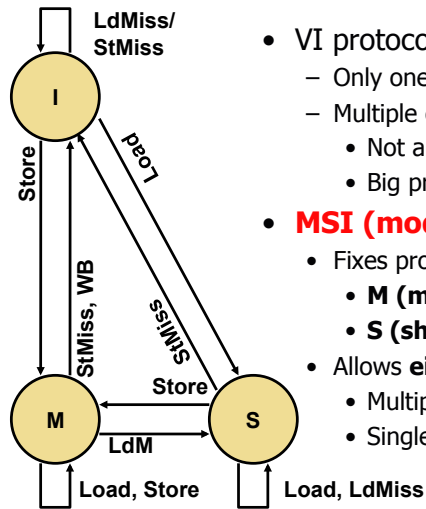 LdMiss/
StMiss
I
Store
StMiss, WB
Load
StMiss
Store
M
LdM
S
Load, Store
Load, LdMiss
• VI protoco
– Only one
– Multiple
• Not a
• Big pr
• MSI (mod
• Fixes pro
• M (m
• S (sh
• Allows ei
• Multip
• Singl